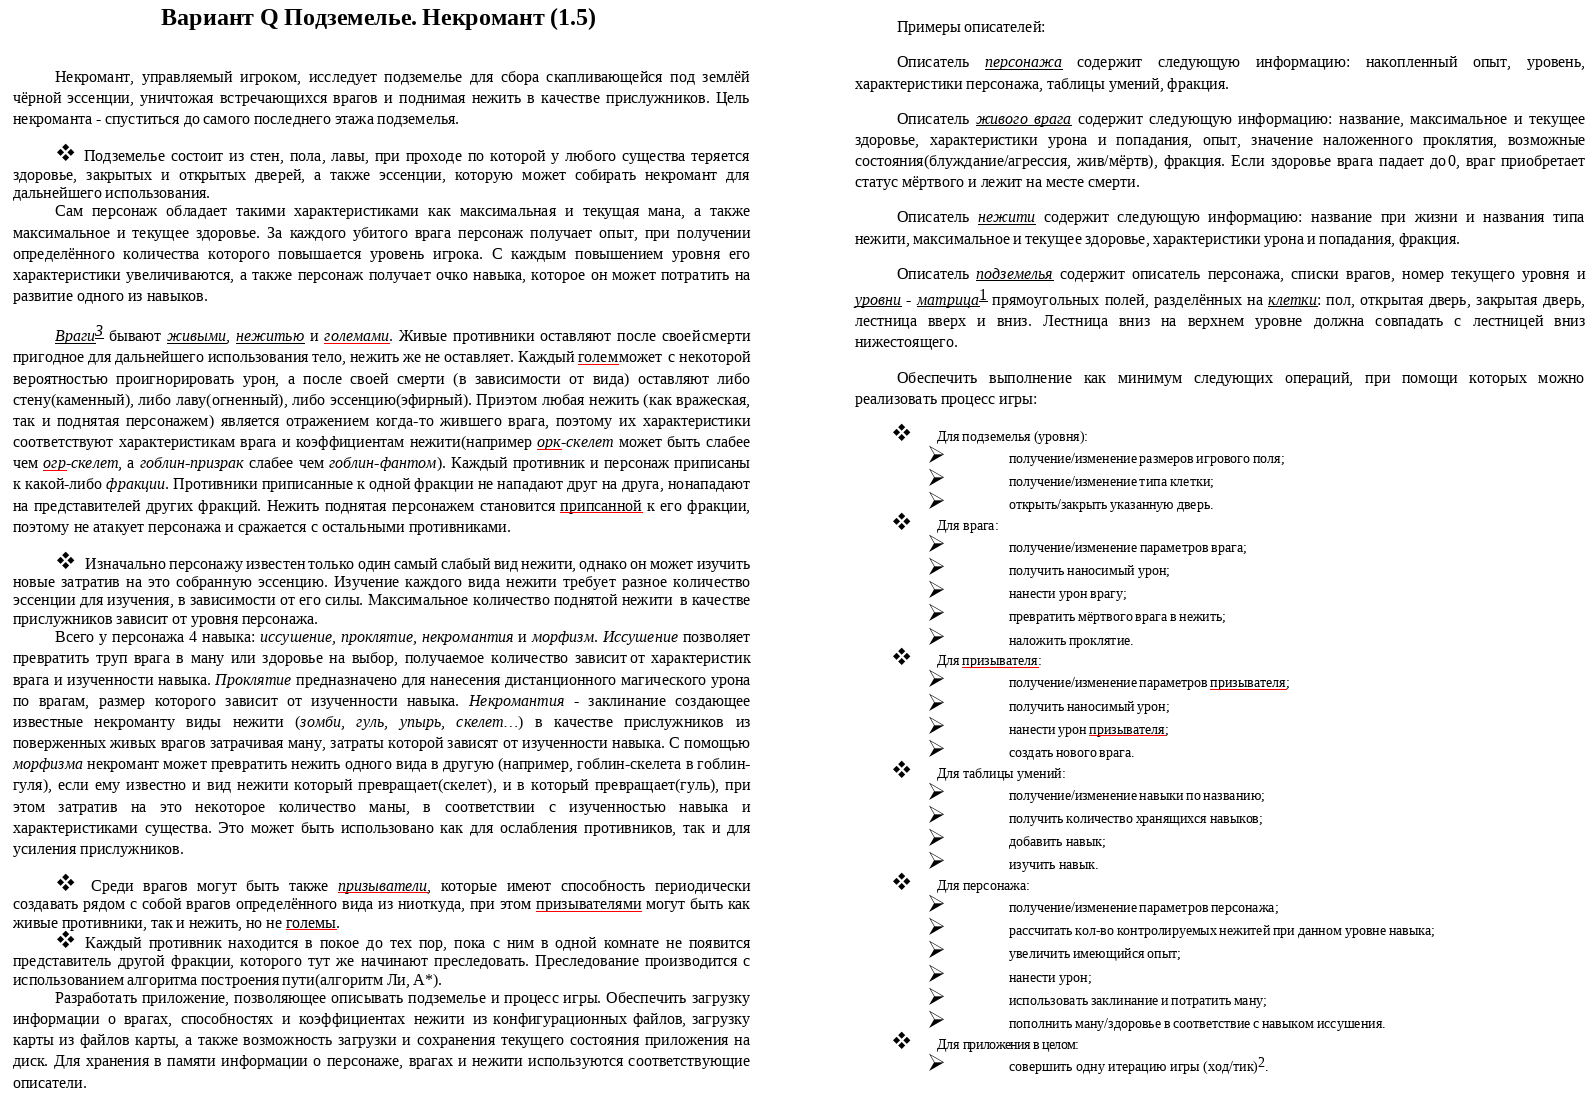 Вариант Q Подземелье. Некромант (1.5)
Некромант, управляемый игроком, исследует подземелье для сбора скапливающейся под землёй
чёрной эссенции, уничтожая встречающихся врагов и поднимая нежить в качестве прислужников. Цель
некроманта - спуститься до самого последнего этажа подземелья.
❖ Подземелье состоит из стен, пола, лавы, при проходе по которой у любого существа теряется
здоровье, закрытых и открытых дверей, а также эссенции, которую может собирать некромант для
дальнейшего использования.
Сам персонаж обладает такими характеристиками как максимальная и текущая мана, а также
максимальное и текущее здоровье. За каждого убитого врага персонаж получает опыт, при получении
определённого количества которого повышается уровень игрока. С каждым повышением уровня его
характеристики увеличиваются, а также персонаж получает очко навыка, которое он может потратить на
развитие одного из навыков.
Враги3 бывают живыми, нежитью и големами. Живые противники оставляют после своей смерти
пригодное для дальнейшего использования тело, нежить же не оставляет. Каждый голем может с некоторой
вероятностью проигнорировать урон, а после своей смерти (в зависимости от вида) оставляют либо
стену(каменный), либо лаву(огненный), либо эссенцию(эфирный). Приэтом любая нежить (как вражеская,
так и поднятая персонажем) является отражением когда-то жившего врага, поэтому их характеристики
соответствуют характеристикам врага и коэффициентам нежити(например орк-скелет может быть слабее
чем огр-скелет, а гоблин-призрак слабее чем гоблин-фантом). Каждый противник и персонаж приписаны
к какой-либо фракции. Противники приписанные к одной фракции не нападают друг на друга, нонападают
на представителей других фракций. Нежить поднятая персонажем становится припсанной к его фракции,
поэтому не атакует персонажа и сражается с остальными противниками.
❖ Изначально персонажу известен только один самый слабый вид нежити, однако он может изучить
новые затратив на это собранную эссенцию. Изучение каждого вида нежити требует разное количество
эссенции для изучения, в зависимости от его силы. Максимальное количество поднятой нежити в качестве
прислужников зависит от уровня персонажа.
Всего у персонажа 4 навыка: иссушение, проклятие, некромантия и морфизм. Иссушение позволяет
превратить труп врага в ману или здоровье на выбор, получаемое количество зависит от характеристик
врага и изученности навыка. Проклятие предназначено для нанесения дистанционного магического урона
по врагам, размер которого зависит от изученности навыка. Некромантия - заклинание создающее
известные некроманту виды нежити (зомби, гуль, упырь, скелет…) в качестве прислужников из
поверженных живых врагов затрачивая ману, затраты которой зависят от изученности навыка. С помощью
морфизма некромант может превратить нежить одного вида в другую (например, гоблин-скелета в гоблин-
гуля), если ему известно и вид нежити который превращает(скелет), и в который превращает(гуль), при
этом затратив на это некоторое количество маны, в соответствии с изученностью навыка и
характеристиками существа. Это может быть использовано как для ослабления противников, так и для
усиления прислужников.
❖ Среди врагов могут быть также призыватели, которые имеют способность периодически
создавать рядом с собой врагов определённого вида из ниоткуда, при этом призывателями могут быть как
живые противники, так и нежить, но не големы.
❖ Каждый противник находится в покое до тех пор, пока с ним в одной комнате не появится
представитель другой фракции, которого тут же начинают преследовать. Преследование производится с
использованием алгоритма построения пути(алгоритм Ли, А*).
Разработать приложение, позволяющее описывать подземелье и процесс игры. Обеспечить загрузку
информации о врагах, способностях и коэффициентах нежити из конфигурационных файлов, загрузку
карты из файлов карты, а также возможность загрузки и сохранения текущего состояния приложения на
диск. Для хранения в памяти информации о персонаже, врагах и нежити используются соответствующие
описатели.
Примеры описателей:
Описатель персонажа содержит следующую информацию: накопленный опыт, уровень,
характеристики персонажа, таблицы умений, фракция.
Описатель живого врага содержит следующую информацию: название, максимальное и текущее
здоровье, характеристики урона и попадания, опыт, значение наложенного проклятия, возможные
состояния(блуждание/агрессия, жив/мёртв), фракция. Если здоровье врага падает до 0, враг приобретает
статус мёртвого и лежит на месте смерти.
Описатель нежити содержит следующую информацию: название при жизни и названия типа
нежити, максимальное и текущее здоровье, характеристики урона и попадания, фракция.
Описатель подземелья содержит описатель персонажа, списки врагов, номер текущего уровня и
уровни - матрица1 прямоугольных полей, разделённых на клетки: пол, открытая дверь, закрытая дверь,
лестница вверх и вниз. Лестница вниз на верхнем уровне должна совпадать с лестницей вниз
нижестоящего.
Обеспечить выполнение как минимум следующих операций, при помощи которых можно
реализовать процесс игры:
❖ Для подземелья (уровня):
➢ получение/изменение размеров игрового поля;
➢ получение/изменение типа клетки;
➢ открыть/закрыть указанную дверь.
❖ Для врага:
➢ получение/изменение параметров врага;
➢ получить наносимый урон;
➢ нанести урон врагу;
➢ превратить мёртвого врага в нежить;
➢ наложить проклятие.
❖ Для призывателя:
➢ получение/изменение параметров призывателя;
➢ получить наносимый урон;
➢ нанести урон призывателя;
➢ создать нового врага.
❖ Для таблицы умений:
➢ получение/изменение навыки по названию;
➢ получить количество хранящихся навыков;
➢ добавить навык;
➢ изучить навык.
❖ Для персонажа:
➢ получение/изменение параметров персонажа;
➢ рассчитать кол-во контролируемых нежитей при данном уровне навыка;
➢ увеличить имеющийся опыт;
➢ нанести урон;
➢ использовать заклинание и потратить ману;
➢ пополнить ману/здоровье в соответствие с навыком иссушения.
❖ Для приложения в целом:
➢ совершить одну итерацию игры (ход/тик)2.